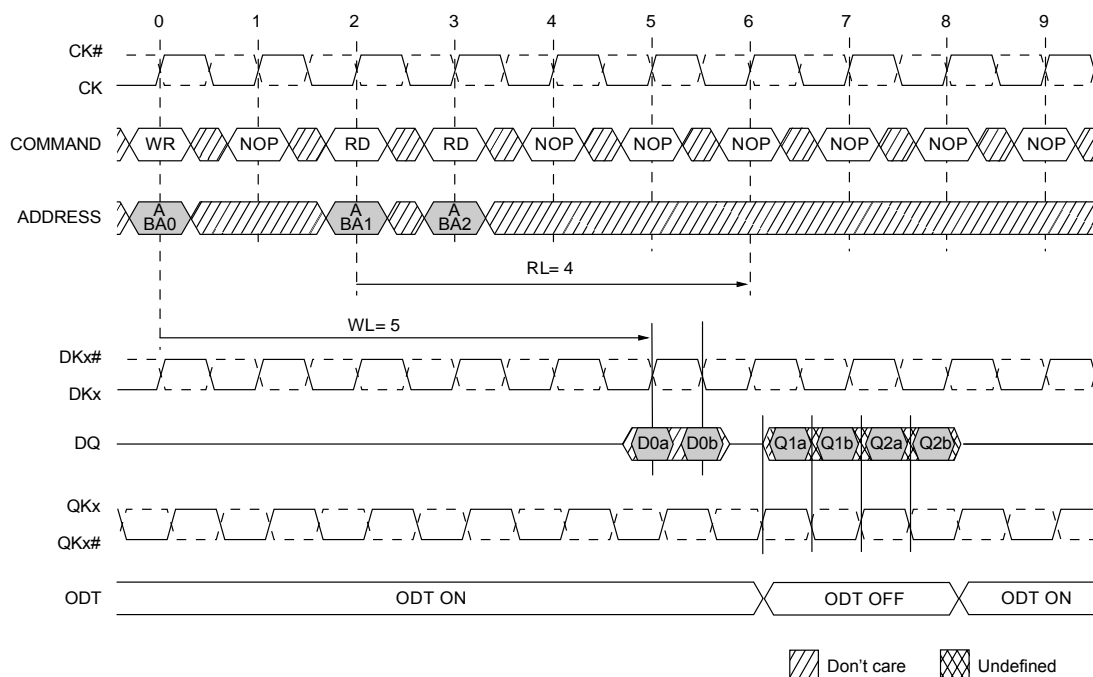 0 1 2 3 4 5 6 7 8 9
CK#
CK
COMMAND WR NOP RD RD NOP NOP NOP NOP NOP NOP
ADDRESS A BA0 A BA1 A BA2
RL= 4
WL= 5
DKx#
DKx
DQ D0a D0b Q1a Q1b Q2a Q2b
QKx
QKx#
ODT ODT ON ODT OFF ODT ON
Don't care Undefined